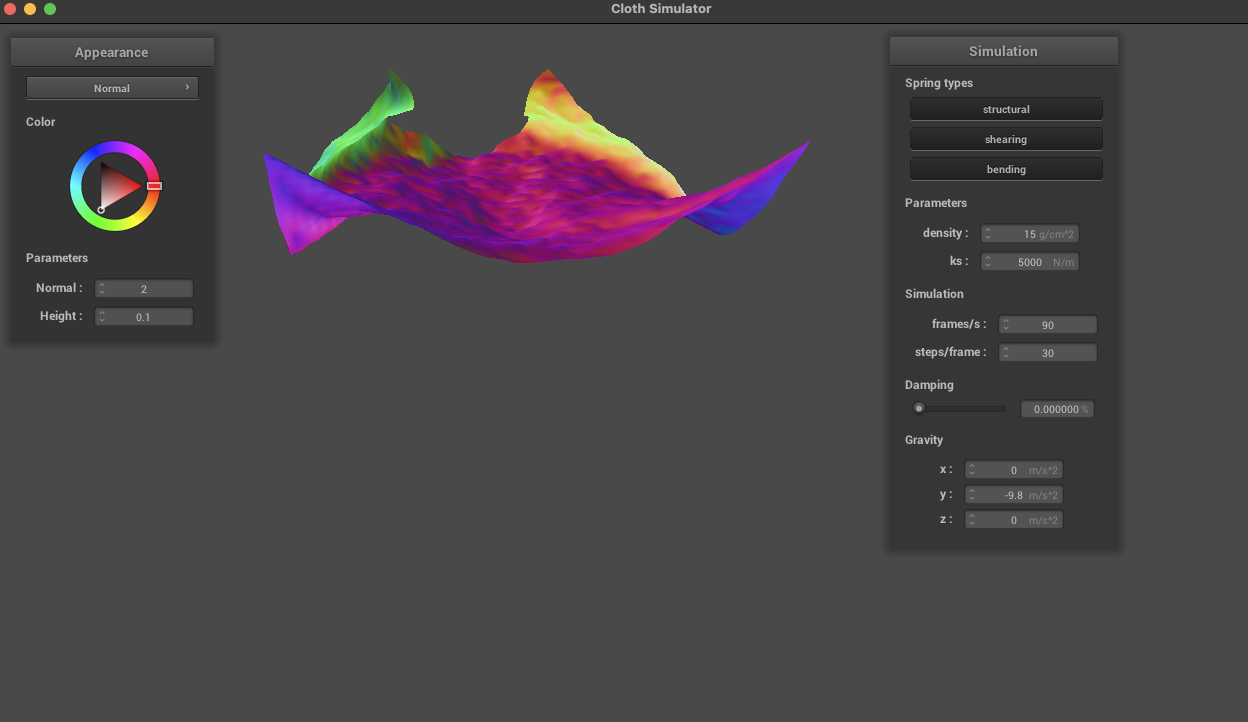 Cloth Simulator
Appearance
Normal
Color
Parameters
Normal : 2
Height : 0.1
Simulation
Spring types
structural
shearing
bending
Parameters
density : 15 g/cm^2
ks : 5000 N/m
Simulation
frames/s : 90
steps/frame : 30
Damping
0.000000 %
Gravity
x : 0 m/s^2
y : -9.8 m/s^2
z : 0 m/s^2